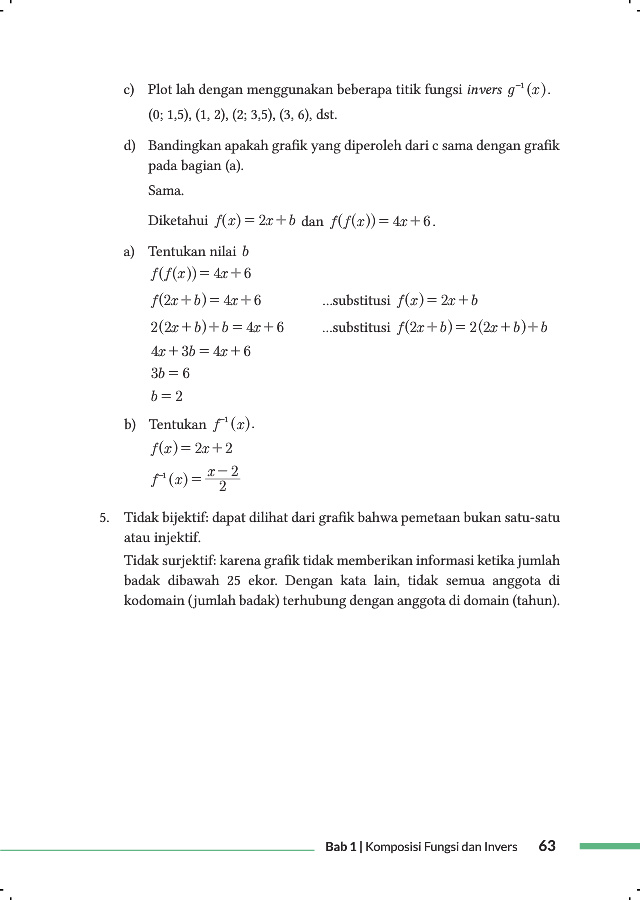 c) Plot lah dengan menggunakan beberapa titik fungsi invers g⁻¹(x).
(0; 1,5), (1, 2), (2; 3,5), (3, 6), dst.
d) Bandingkan apakah grafik yang diperoleh dari c sama dengan grafik
pada bagian (a).
Sama.
Diketahui f(x) = 2x + b dan f(f(x)) = 4x + 6.
a) Tentukan nilai b
f(f(x)) = 4x + 6
f(2x + b) = 4x + 6 ...substitusi f(x) = 2x + b
2(2x + b) + b = 4x + 6 ...substitusi f(2x + b) = 2(2x + b) + b
4x + 3b = 4x + 6
3b = 6
b = 2
b) Tentukan f⁻¹(x).
f(x) = 2x + 2
f⁻¹(x) = (x − 2)/2
5. Tidak bijektif: dapat dilihat dari grafik bahwa pemetaan bukan satu-satu
atau injektif.
Tidak surjektif: karena grafik tidak memberikan informasi ketika jumlah
badak dibawah 25 ekor. Dengan kata lain, tidak semua anggota di
kodomain (jumlah badak) terhubung dengan anggota di domain (tahun).
Bab 1 | Komposisi Fungsi dan Invers 63